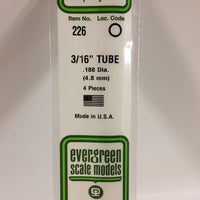 Item No. Loc. Code
226
3/16" TUBE
.188 Dia.
(4.8 mm)
4 Pieces
Made in U.S.A.
evergreen
scale models